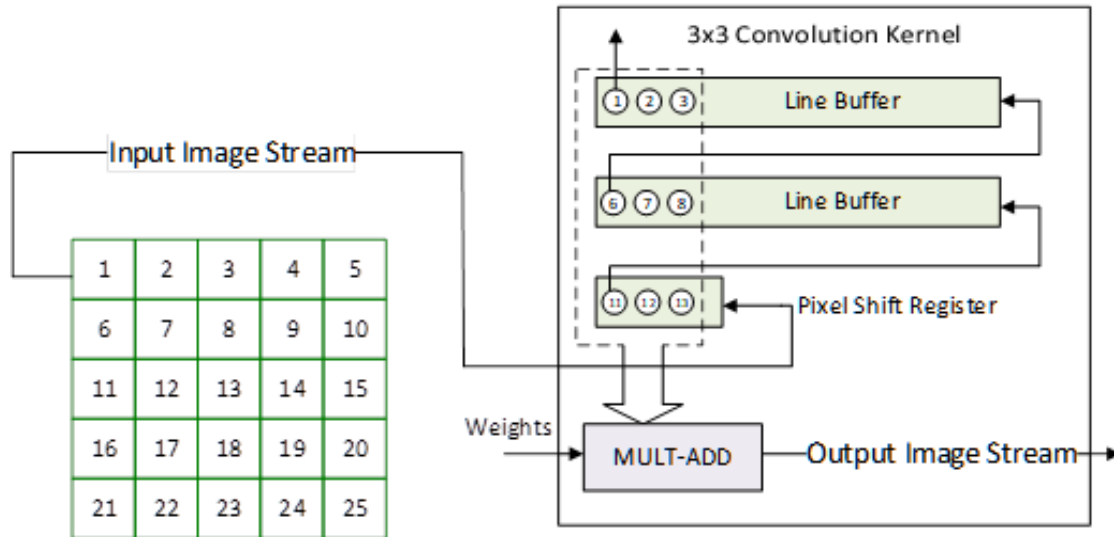 3x3 Convolution Kernel
1 2 3 Line Buffer
Input Image Stream
6 7 8 Line Buffer
1 2 3 4 5
6 7 8 9 10
11 12 13 14 15
16 17 18 19 20
21 22 23 24 25
11 12 13 Pixel Shift Register
Weights
MULT-ADD
Output Image Stream